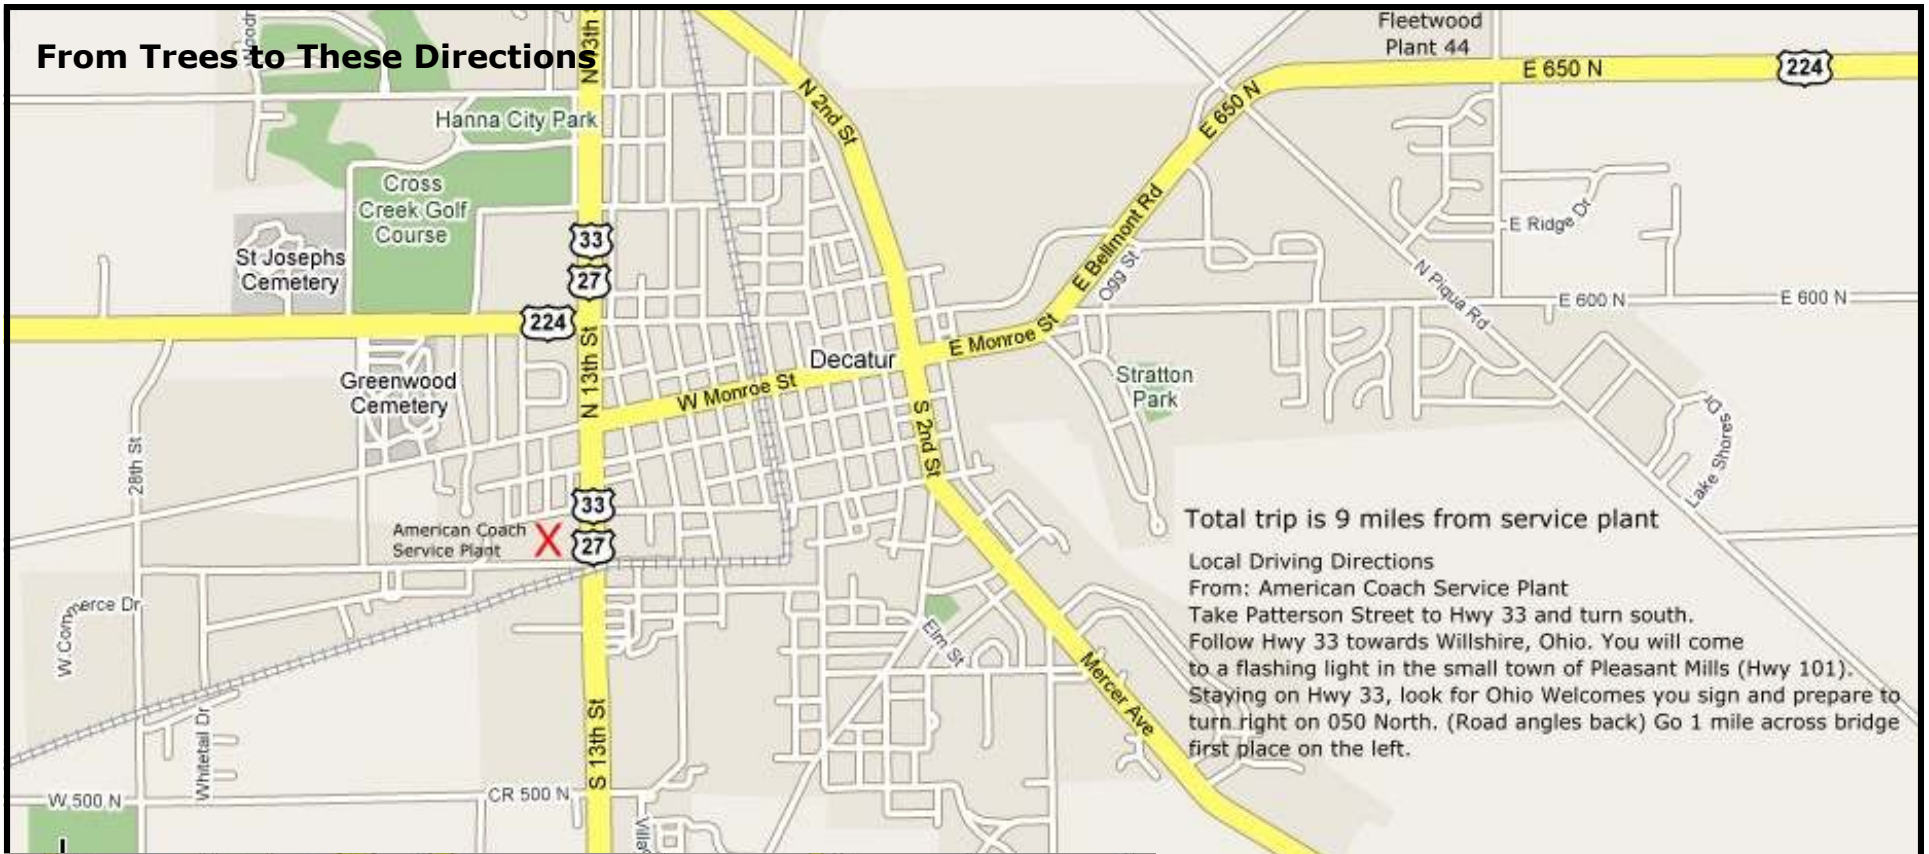 From Trees to These Directions
Fleetwood
Plant 44
E 650 N
224
N 2nd St
Hanna City Park
E 650 N
Cross
Creek Golf
Course
E Ridge Dr
33
27
St Josephs
Cemetery
E Bellmont Rd
Ogg St
N Piqua Rd
E 600 N
E 600 N
224
N 13th St
E Monroe St
Decatur
W Monroe St
Greenwood
Cemetery
Stratton
Park
S 2nd St
28th St
Lake Shores Dr
33
27
American Coach
Service Plant
X
Total trip is 9 miles from service plant
Local Driving Directions
From: American Coach Service Plant
Take Patterson Street to Hwy 33 and turn south.
Follow Hwy 33 towards Willshire, Ohio. You will come
to a flashing light in the small town of Pleasant Mills (Hwy 101).
Staying on Hwy 33, look for Ohio Welcomes you sign and prepare to
turn right on 050 North. (Road angles back) Go 1 mile across bridge
first place on the left.
Elm St
Mercer Ave
Whitetail Dr
S 13th St
W 500 N
CR 500 N